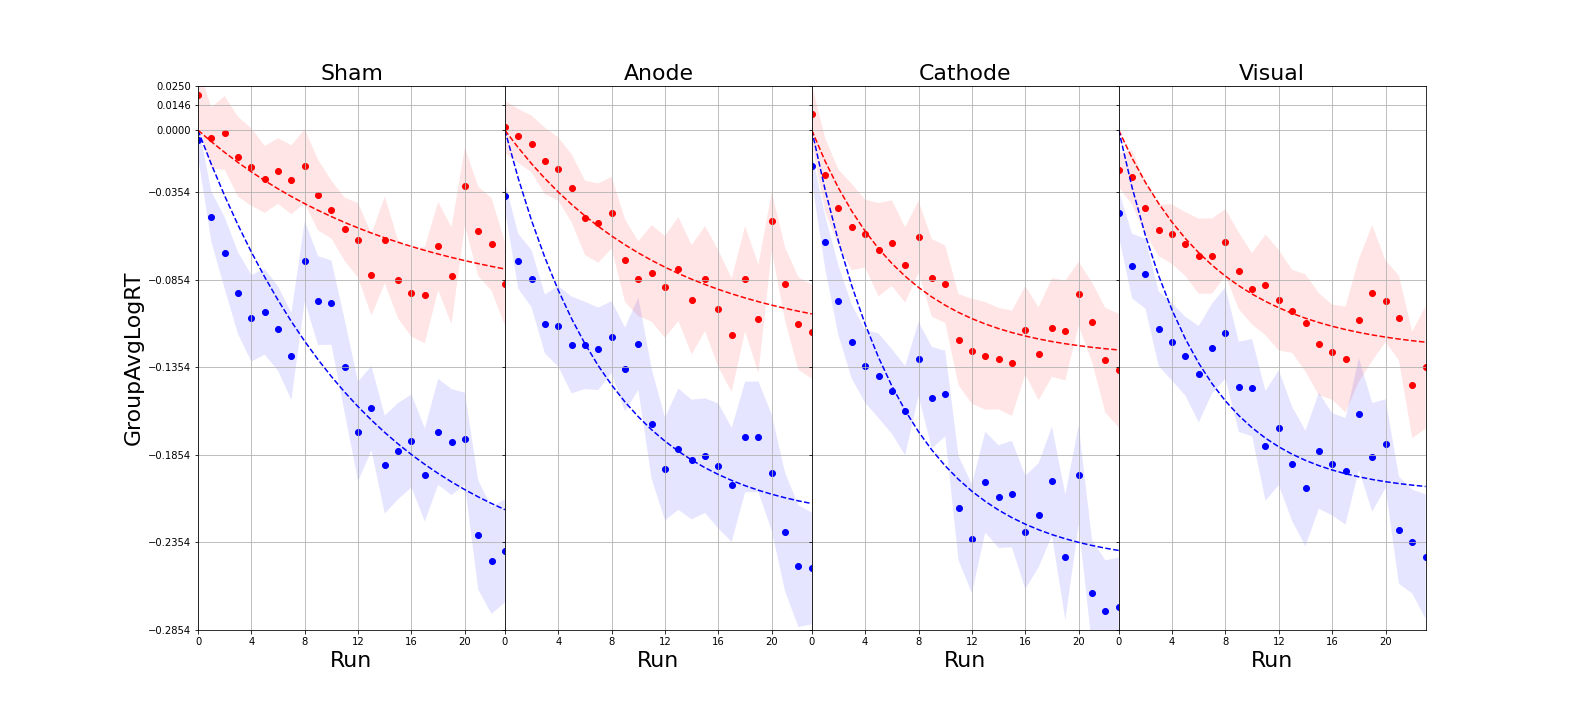 Sham Anode Cathode Visual
0.0250
0.0146
0.0000
−0.0354
−0.0854
−0.1354
−0.1854
−0.2354
−0.2854
GroupAvgLogRT
0 4 8 12 16 20 0 4 8 12 16 20 0 4 8 12 16 20 0 4 8 12 16 20
Run Run Run Run